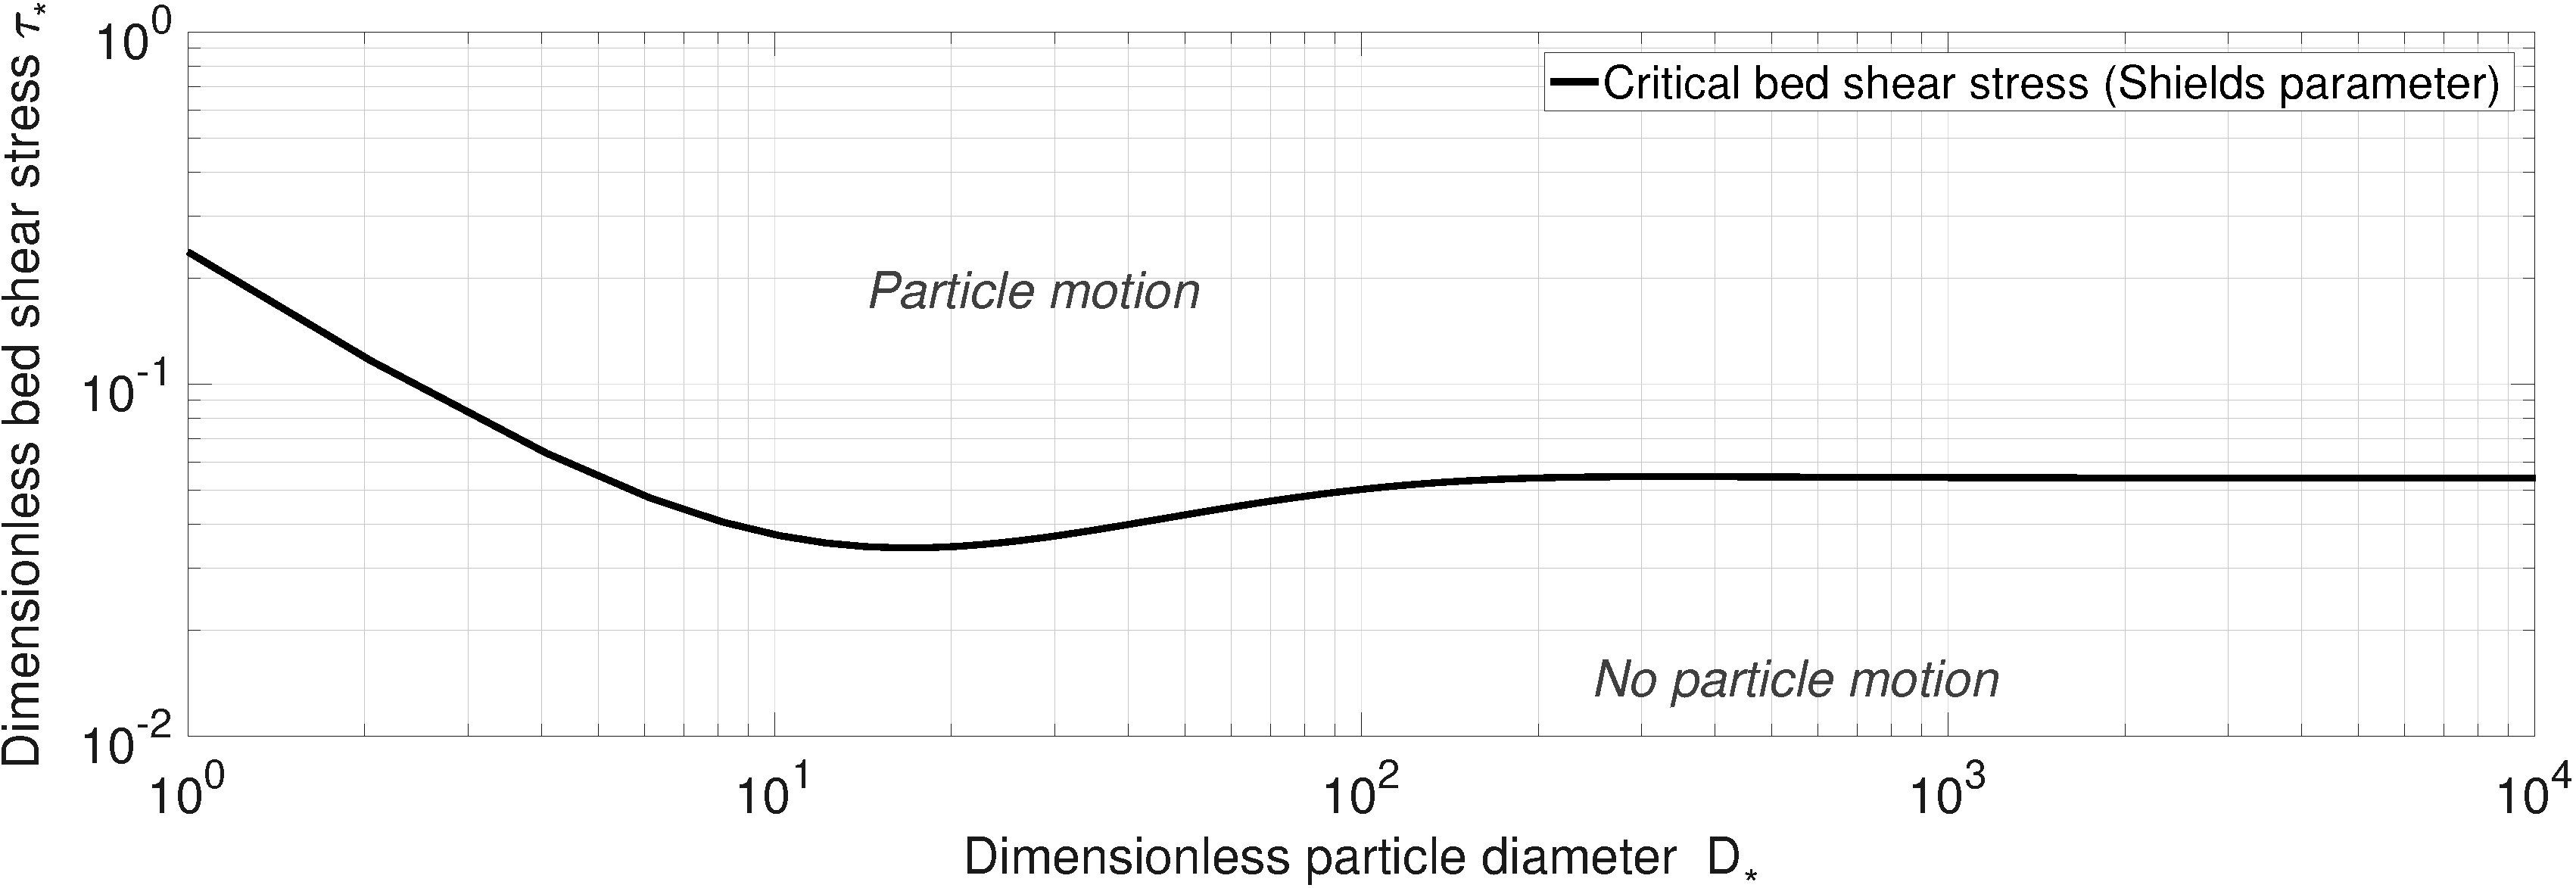 Dimensionless bed shear stress τ*
10^0
10^-1
10^-2
Critical bed shear stress (Shields parameter)
Particle motion
No particle motion
10^0 10^1 10^2 10^3 10^4
Dimensionless particle diameter D*